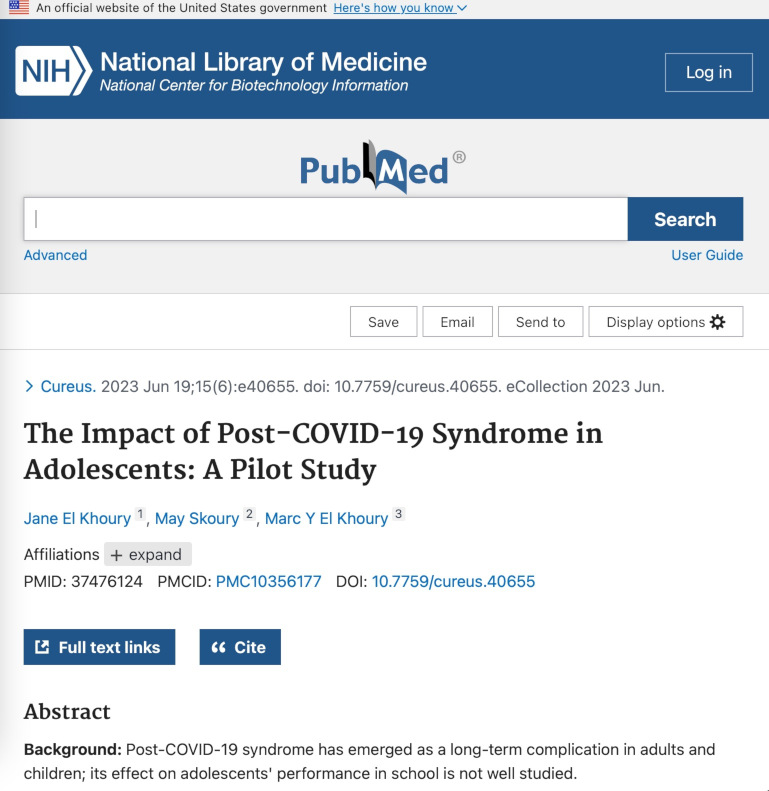 An official website of the United States government Here's how you know
NIH National Library of Medicine
National Center for Biotechnology Information
Log in
PubMed®
Search
Advanced User Guide
Save Email Send to Display options
Cureus. 2023 Jun 19;15(6):e40655. doi: 10.7759/cureus.40655. eCollection 2023 Jun.
The Impact of Post-COVID-19 Syndrome in
Adolescents: A Pilot Study
Jane El Khoury 1, May Skoury 2, Marc Y El Khoury 3
Affiliations + expand
PMID: 37476124 PMCID: PMC10356177 DOI: 10.7759/cureus.40655
Full text links Cite
Abstract
Background: Post-COVID-19 syndrome has emerged as a long-term complication in adults and
children; its effect on adolescents' performance in school is not well studied.